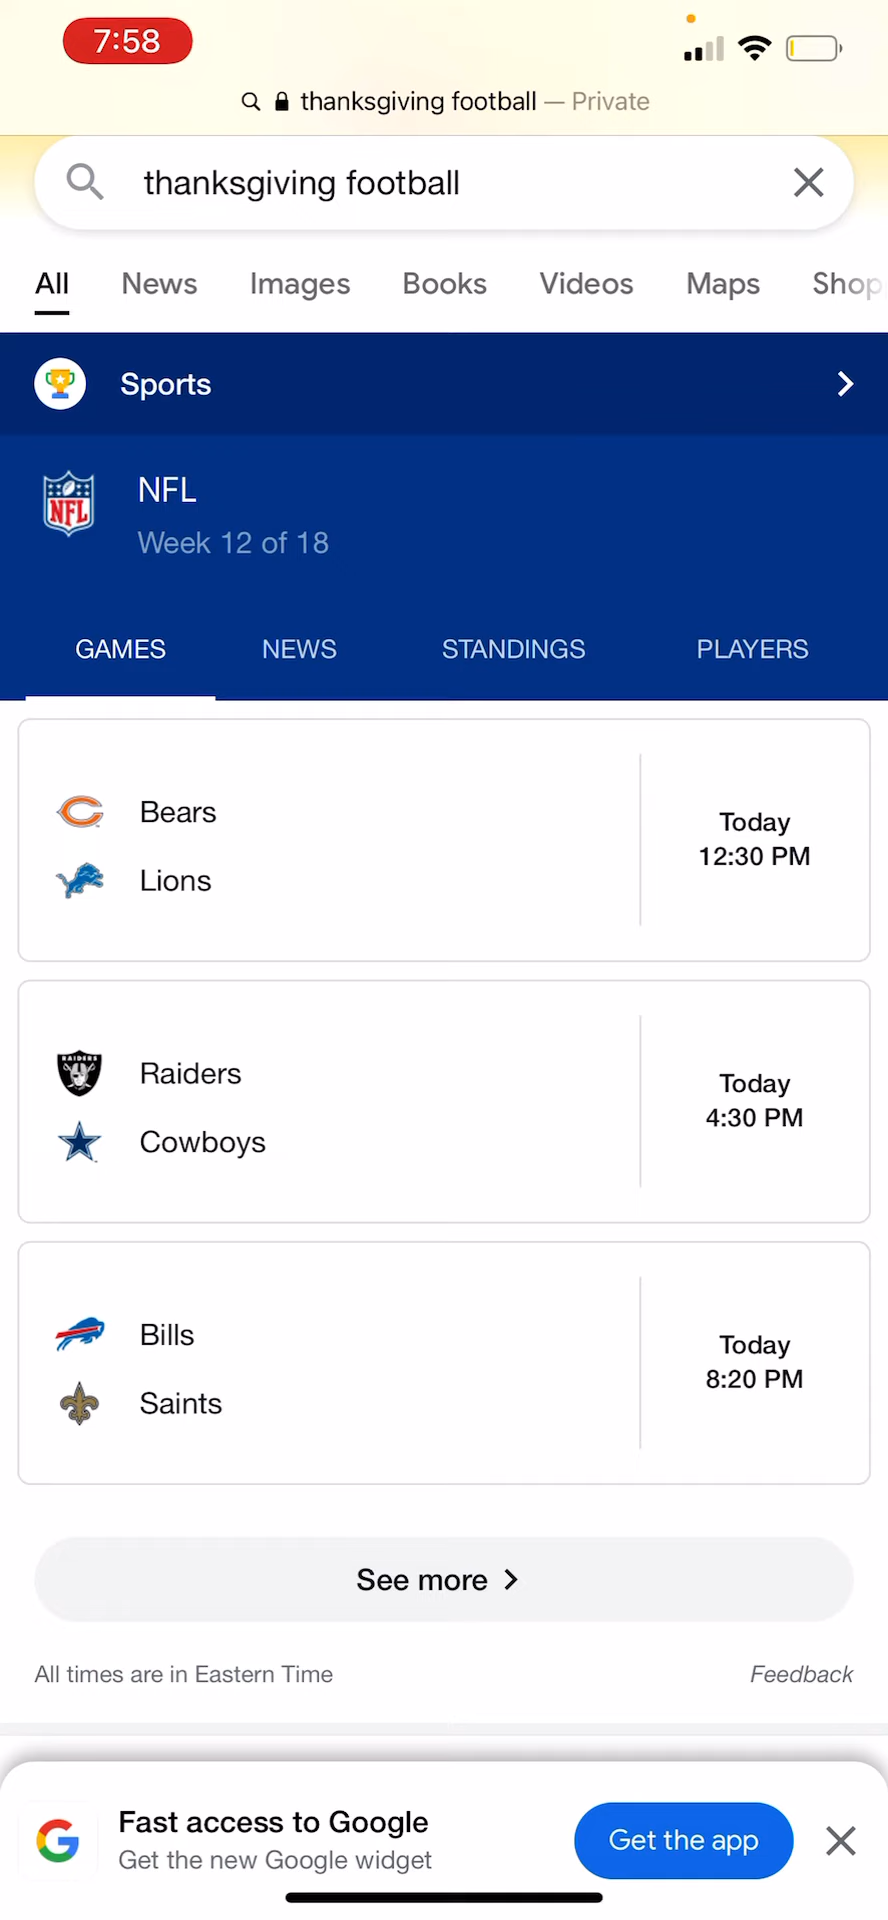 7:58
thanksgiving football — Private
thanksgiving football
All News Images Books Videos Maps Shop
Sports
NFL
NFL
Week 12 of 18
GAMES NEWS STANDINGS PLAYERS
Bears
Lions
Today
12:30 PM
RAIDERS
Raiders
Cowboys
Today
4:30 PM
Bills
Saints
Today
8:20 PM
See more
All times are in Eastern Time
Feedback
Fast access to Google
Get the new Google widget
Get the app